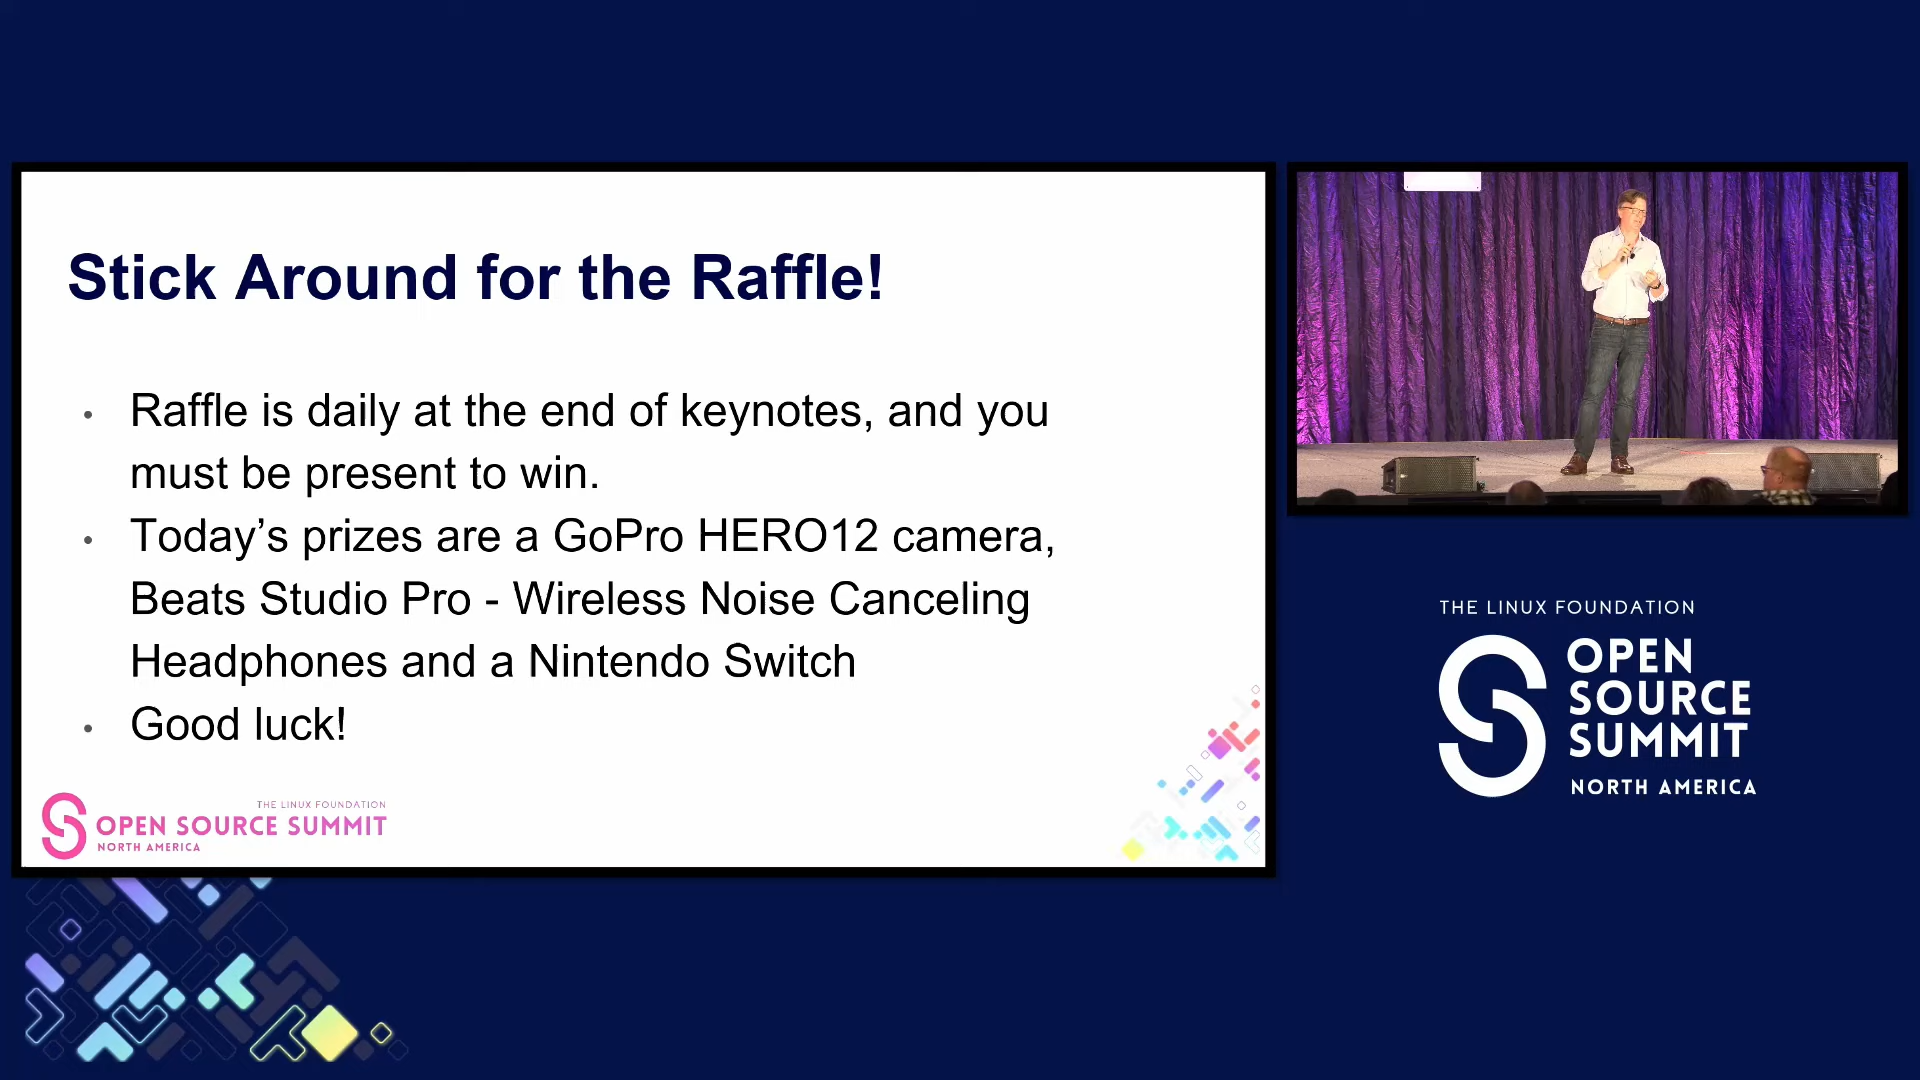 Stick Around for the Raffle!
• Raffle is daily at the end of keynotes, and you
must be present to win.
• Today’s prizes are a GoPro HERO12 camera,
Beats Studio Pro - Wireless Noise Canceling
Headphones and a Nintendo Switch
• Good luck!
THE LINUX FOUNDATION
OPEN SOURCE SUMMIT
NORTH AMERICA
THE LINUX FOUNDATION
OPEN
SOURCE
SUMMIT
NORTH AMERICA